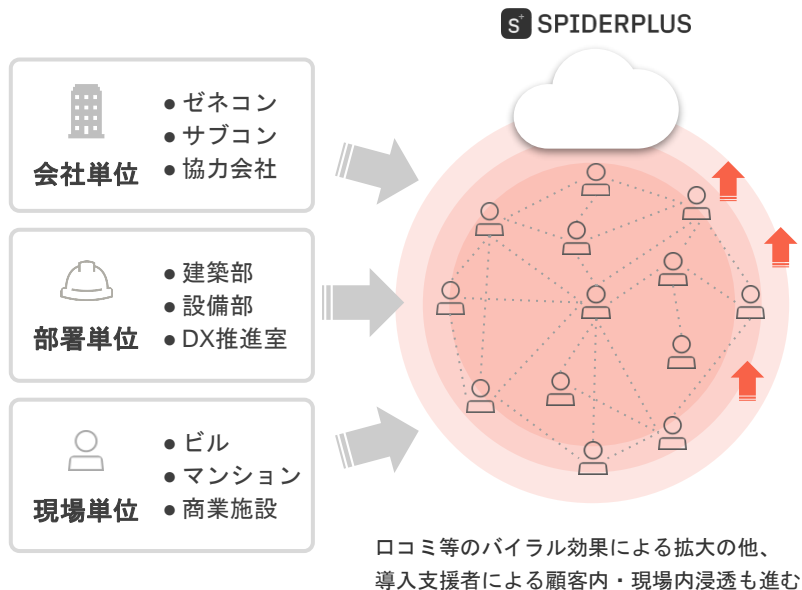 S+ SPIDERPLUS
会社単位
● ゼネコン
● サブコン
● 協力会社
部署単位
● 建築部
● 設備部
● DX推進室
現場単位
● ビル
● マンション
● 商業施設
口コミ等のバイラル効果による拡大の他、
導入支援者による顧客内・現場内浸透も進む